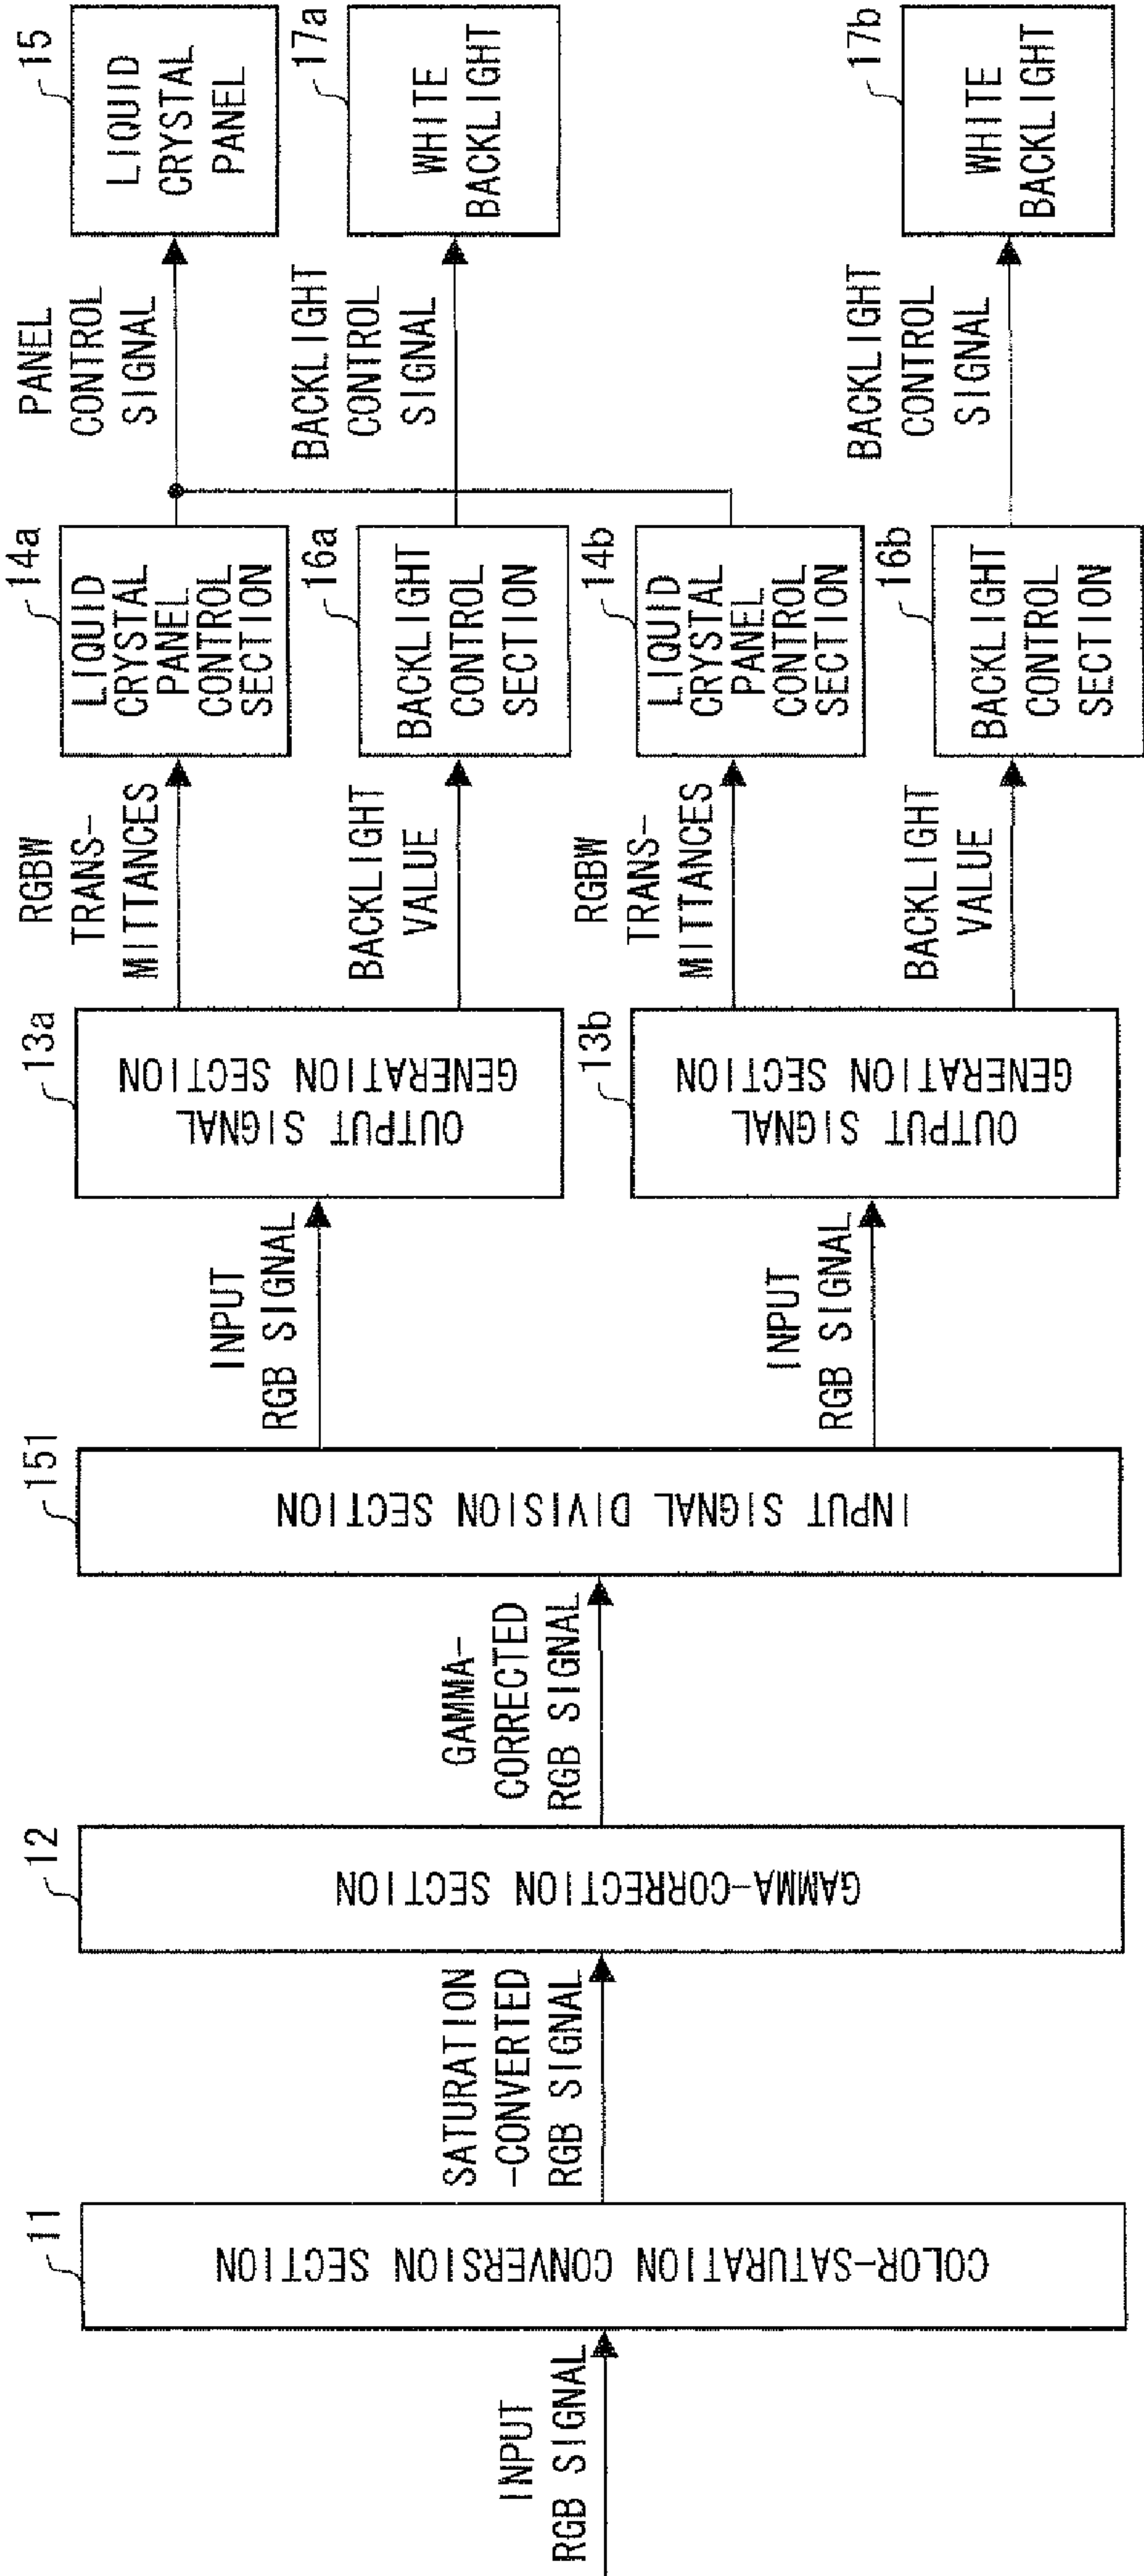 INPUT
RGB SIGNAL
11
COLOR-SATURATION CONVERSION SECTION
SATURATION
-CONVERTED
RGB SIGNAL
12
GAMMA-CORRECTION SECTION
GAMMA-
CORRECTED
RGB SIGNAL
151
INPUT SIGNAL DIVISION SECTION
INPUT
RGB SIGNAL
13a
OUTPUT SIGNAL
GENERATION SECTION
RGBW
TRANS-
MITTANCES
14a
LIQUID
CRYSTAL
PANEL
CONTROL
SECTION
PANEL
CONTROL
SIGNAL
15
LIQUID
CRYSTAL
PANEL
BACKLIGHT
VALUE
16a
BACKLIGHT
CONTROL
SECTION
BACKLIGHT
CONTROL
SIGNAL
17a
WHITE
BACKLIGHT
INPUT
RGB SIGNAL
13b
OUTPUT SIGNAL
GENERATION SECTION
RGBW
TRANS-
MITTANCES
14b
LIQUID
CRYSTAL
PANEL
CONTROL
SECTION
BACKLIGHT
VALUE
16b
BACKLIGHT
CONTROL
SECTION
BACKLIGHT
CONTROL
SIGNAL
17b
WHITE
BACKLIGHT